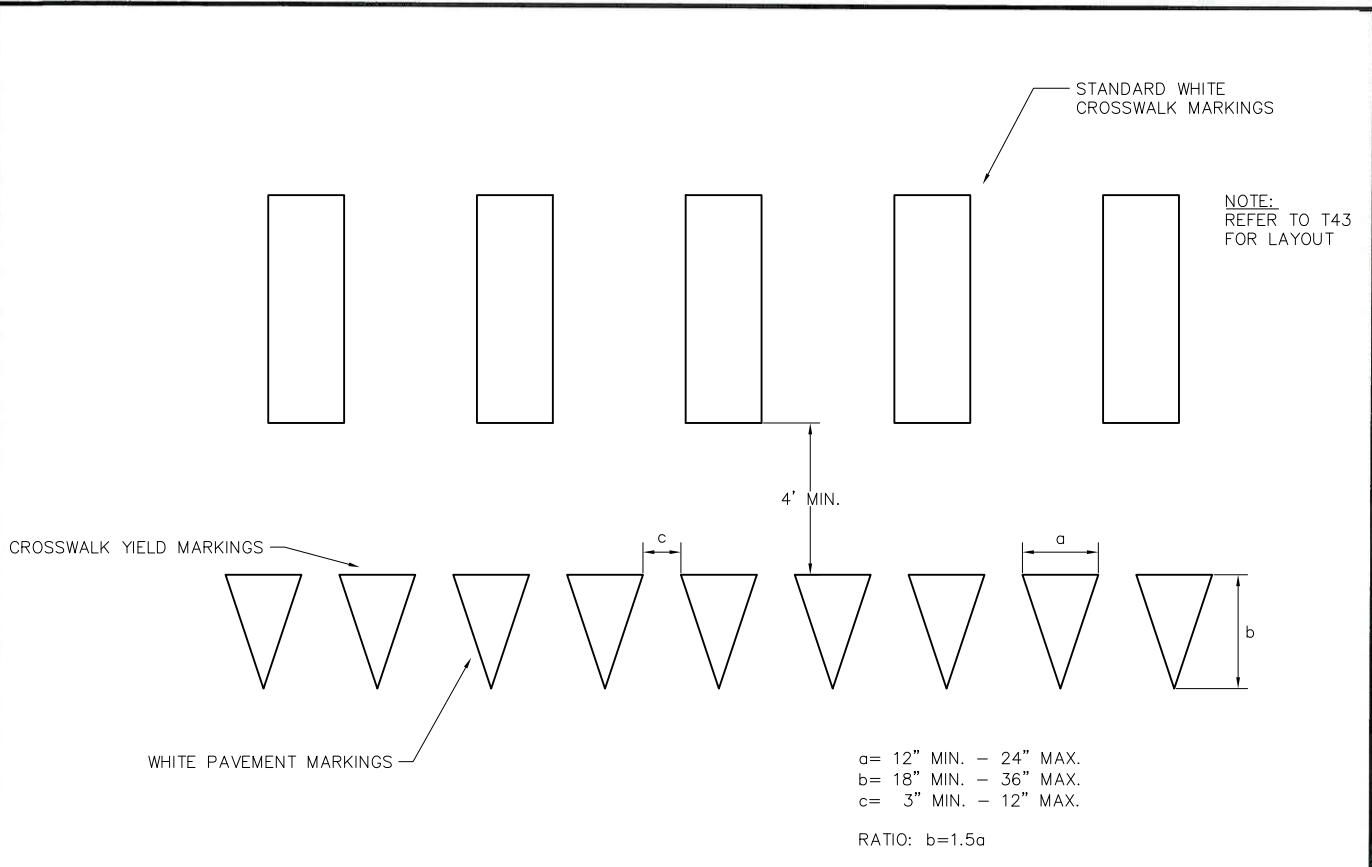 STANDARD WHITE
CROSSWALK MARKINGS
NOTE:
REFER TO T43
FOR LAYOUT
4' MIN.
CROSSWALK YIELD MARKINGS
c
a
b
WHITE PAVEMENT MARKINGS
a= 12" MIN. – 24" MAX.
b= 18" MIN. – 36" MAX.
c= 3" MIN. – 12" MAX.
RATIO: b=1.5a